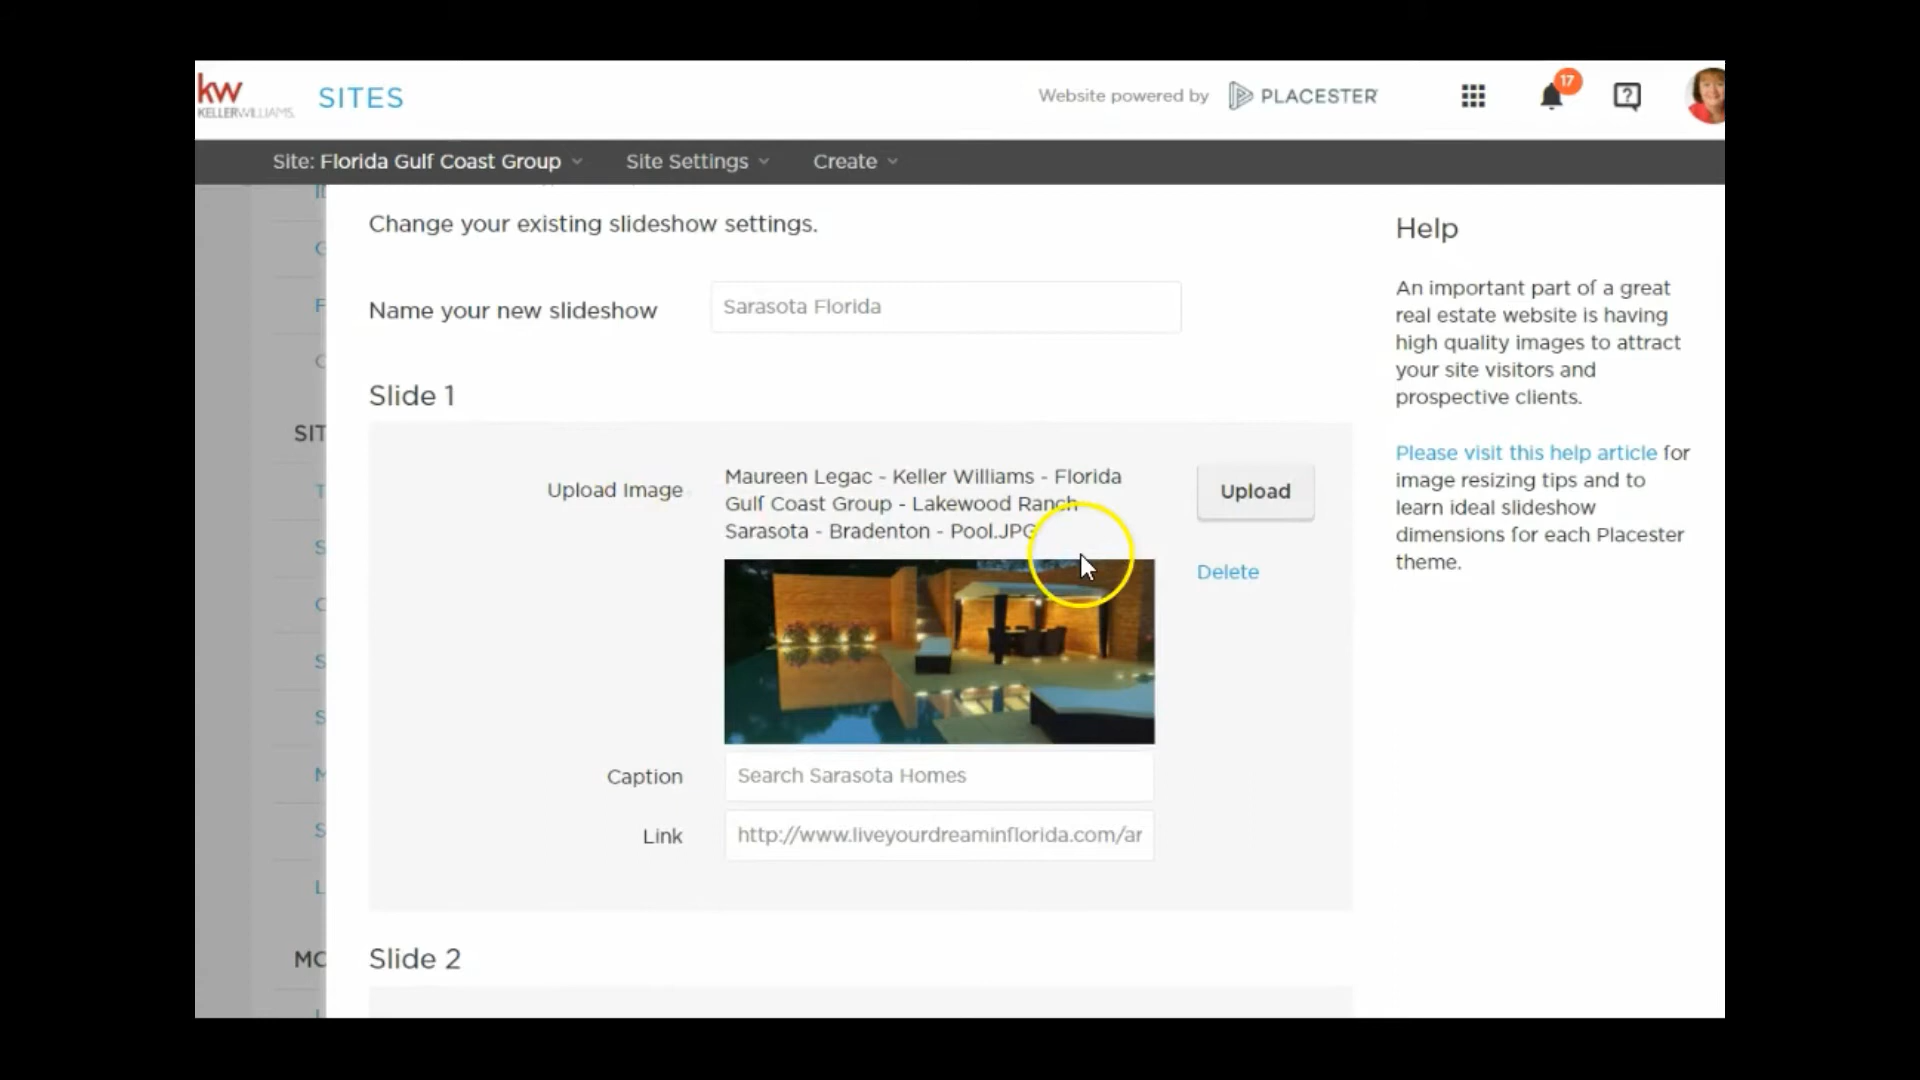 kw
KELLERWILLIAMS.
SITES
Website powered by
PLACESTER
17
?
Site: Florida Gulf Coast Group
Site Settings
Create
Change your existing slideshow settings.
Name your new slideshow
Sarasota Florida
Slide 1
Upload Image
Maureen Legac - Keller Williams - Florida
Gulf Coast Group - Lakewood Ranch
Sarasota - Bradenton - Pool.JPG
Upload
Delete
Caption
Search Sarasota Homes
Link
http://www.liveyourdreaminflorida.com/ar
Slide 2
Help
An important part of a great
real estate website is having
high quality images to attract
your site visitors and
prospective clients.
Please visit this help article for
image resizing tips and to
learn ideal slideshow
dimensions for each Placester
theme.
SIT
T
S
S
S
M
S
L
MO